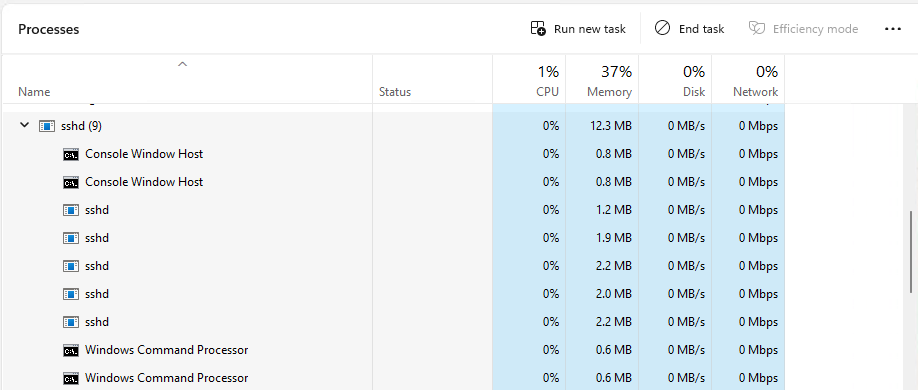 Processes Run new task End task Efficiency mode
1% 37% 0% 0%
Name Status CPU Memory Disk Network
sshd (9) 0% 12.3 MB 0 MB/s 0 Mbps
Console Window Host 0% 0.8 MB 0 MB/s 0 Mbps
Console Window Host 0% 0.8 MB 0 MB/s 0 Mbps
sshd 0% 1.2 MB 0 MB/s 0 Mbps
sshd 0% 1.9 MB 0 MB/s 0 Mbps
sshd 0% 2.2 MB 0 MB/s 0 Mbps
sshd 0% 2.0 MB 0 MB/s 0 Mbps
sshd 0% 2.2 MB 0 MB/s 0 Mbps
Windows Command Processor 0% 0.6 MB 0 MB/s 0 Mbps
Windows Command Processor 0% 0.6 MB 0 MB/s 0 Mbps